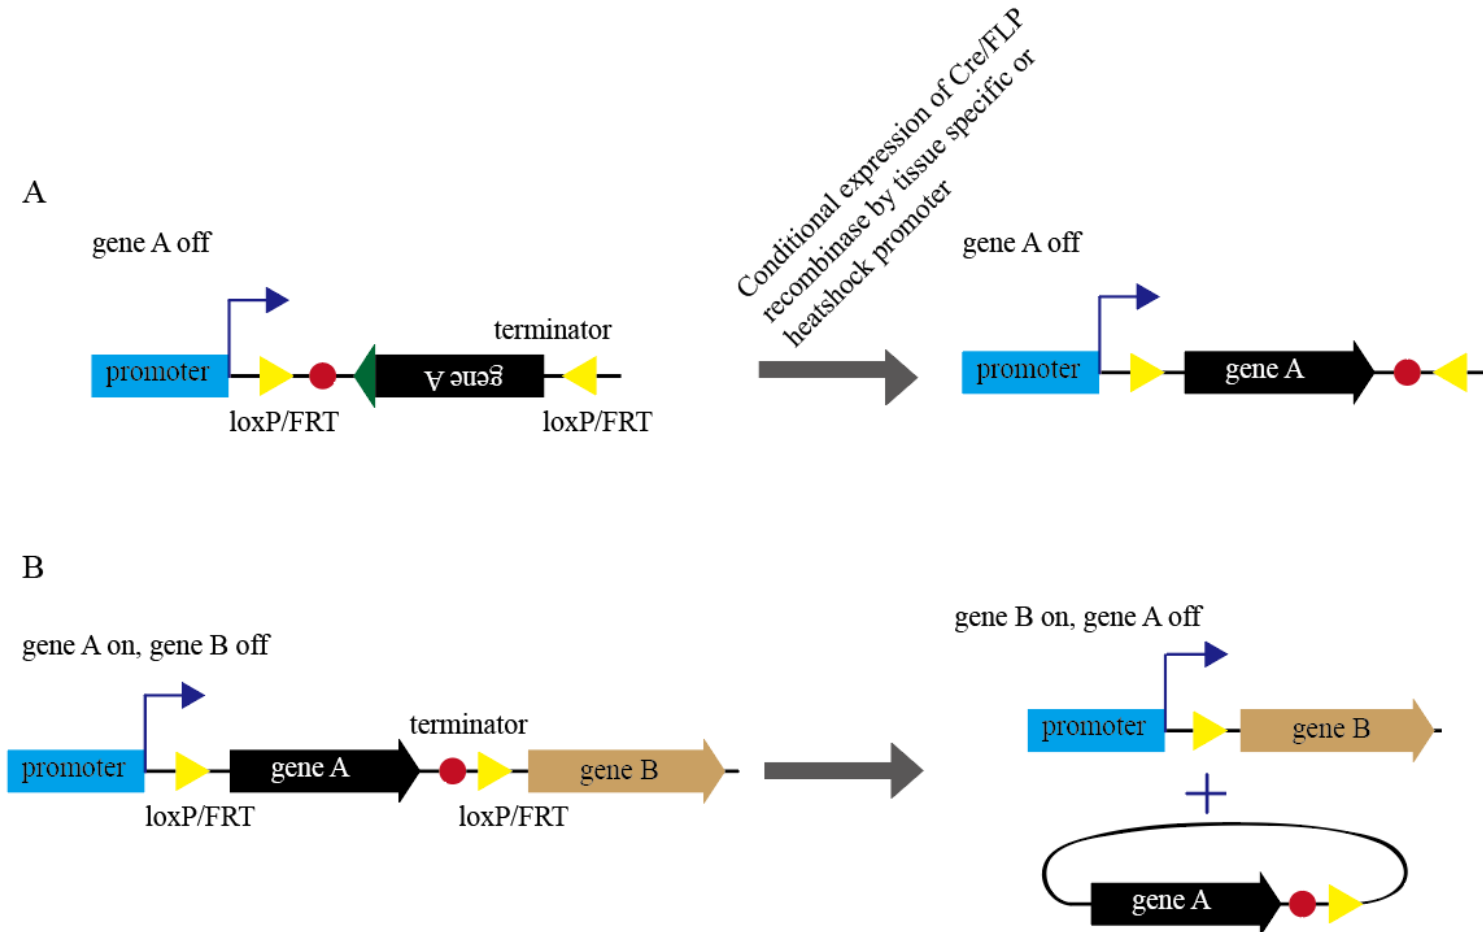 Conditional expression of Cre/FLP
recombinase by tissue specific or
heatshock promoter
A
gene A off
terminator
promoter
gene A
loxP/FRT
loxP/FRT
gene A off
promoter
gene A
B
gene A on, gene B off
terminator
promoter
gene A
gene B
loxP/FRT
loxP/FRT
gene B on, gene A off
promoter
gene B
+
gene A